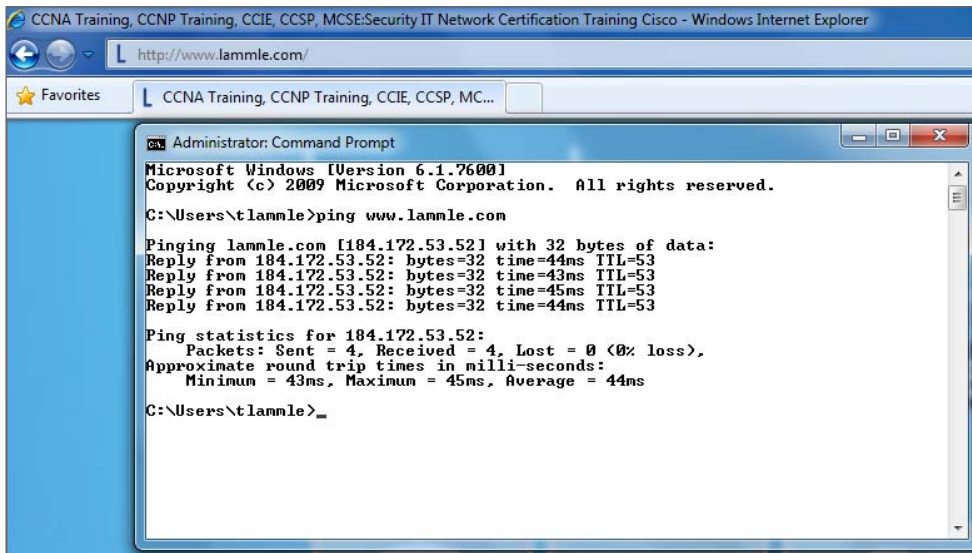 CCNA Training, CCNP Training, CCIE, CCSP, MCSE:Security IT Network Certification Training Cisco - Windows Internet Explorer
http://www.lammle.com/
Favorites
CCNA Training, CCNP Training, CCIE, CCSP, MC...
Administrator: Command Prompt
Microsoft Windows [Version 6.1.7600]
Copyright (c) 2009 Microsoft Corporation. All rights reserved.
C:\Users\tlammle>ping www.lammle.com
Pinging lammle.com [184.172.53.52] with 32 bytes of data:
Reply from 184.172.53.52: bytes=32 time=44ms TTL=53
Reply from 184.172.53.52: bytes=32 time=43ms TTL=53
Reply from 184.172.53.52: bytes=32 time=45ms TTL=53
Reply from 184.172.53.52: bytes=32 time=44ms TTL=53
Ping statistics for 184.172.53.52:
Packets: Sent = 4, Received = 4, Lost = 0 (0% loss),
Approximate round trip times in milli-seconds:
Minimum = 43ms, Maximum = 45ms, Average = 44ms
C:\Users\tlammle>_